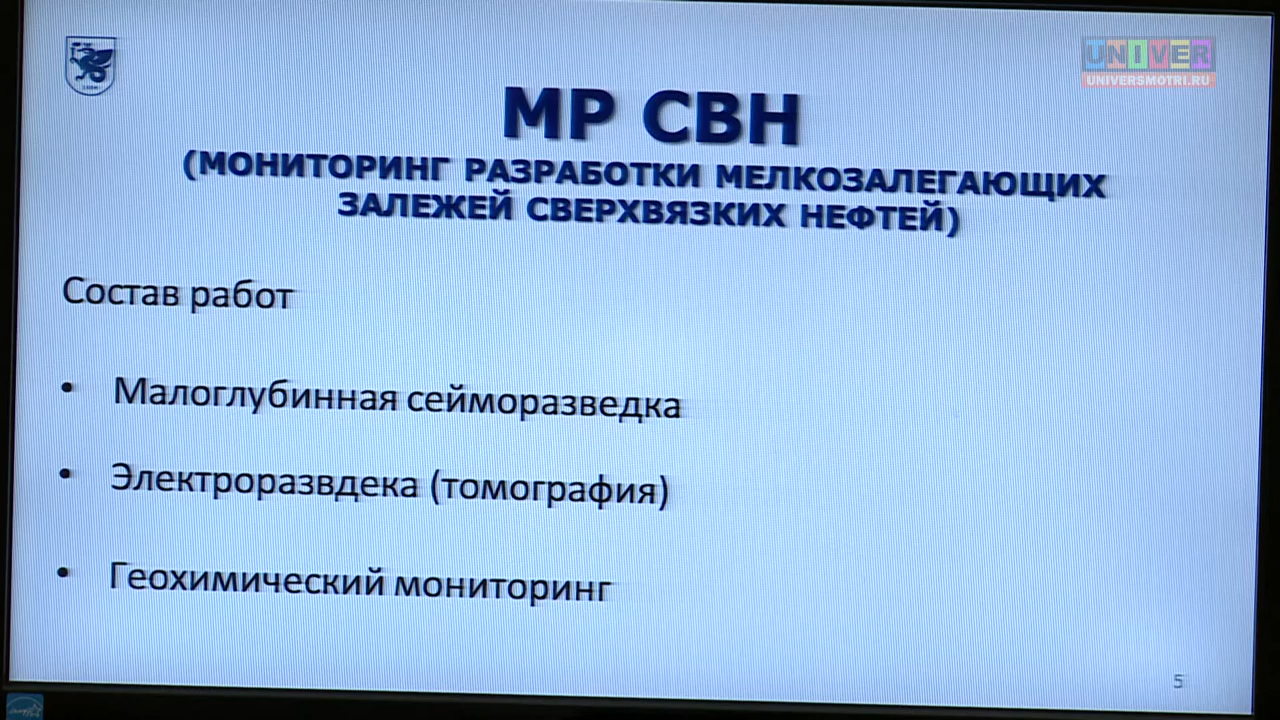 UNIVER
UNIVERSMOTRI.RU
МР СВН
(МОНИТОРИНГ РАЗРАБОТКИ МЕЛКОЗАЛЕГАЮЩИХ
ЗАЛЕЖЕЙ СВЕРХВЯЗКИХ НЕФТЕЙ)
Состав работ
• Малоглубинная сейморазведка
• Электроразвдека (томография)
• Геохимический мониторинг
5